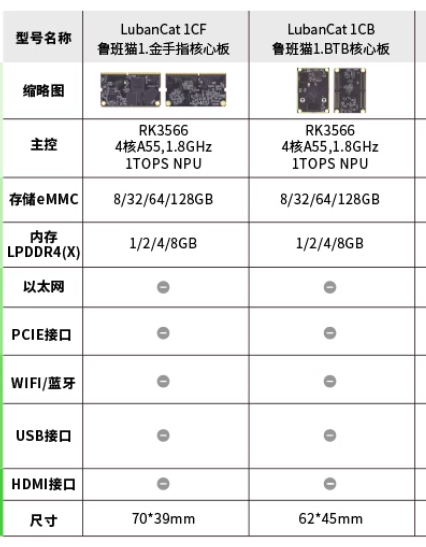 型号名称
LubanCat 1CF
鲁班猫1.金手指核心板
LubanCat 1CB
鲁班猫1.BTB核心板
缩略图
主控
RK3566
4核A55,1.8GHz
1TOPS NPU
RK3566
4核A55,1.8GHz
1TOPS NPU
存储eMMC
8/32/64/128GB
8/32/64/128GB
内存
LPDDR4(X)
1/2/4/8GB
1/2/4/8GB
以太网
PCIE接口
WIFI/蓝牙
USB接口
HDMI接口
尺寸
70*39mm
62*45mm